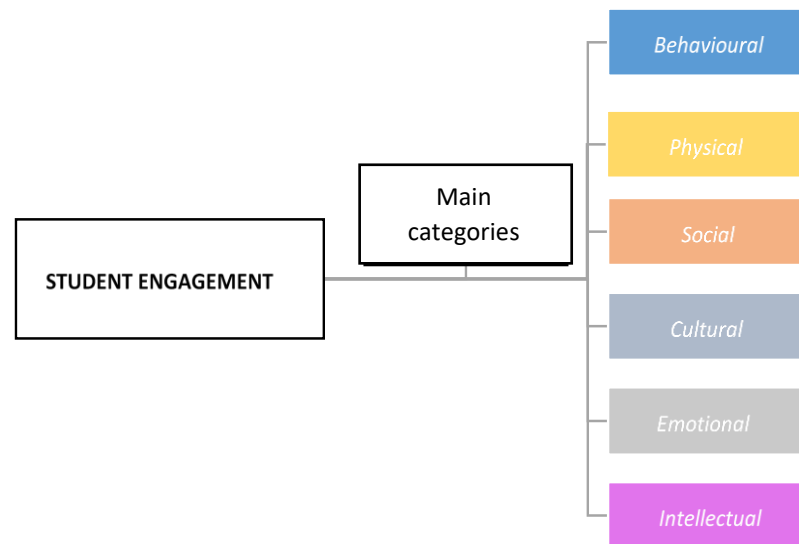 Behavioural
Physical
Main
categories
Social
STUDENT ENGAGEMENT
Cultural
Emotional
Intellectual